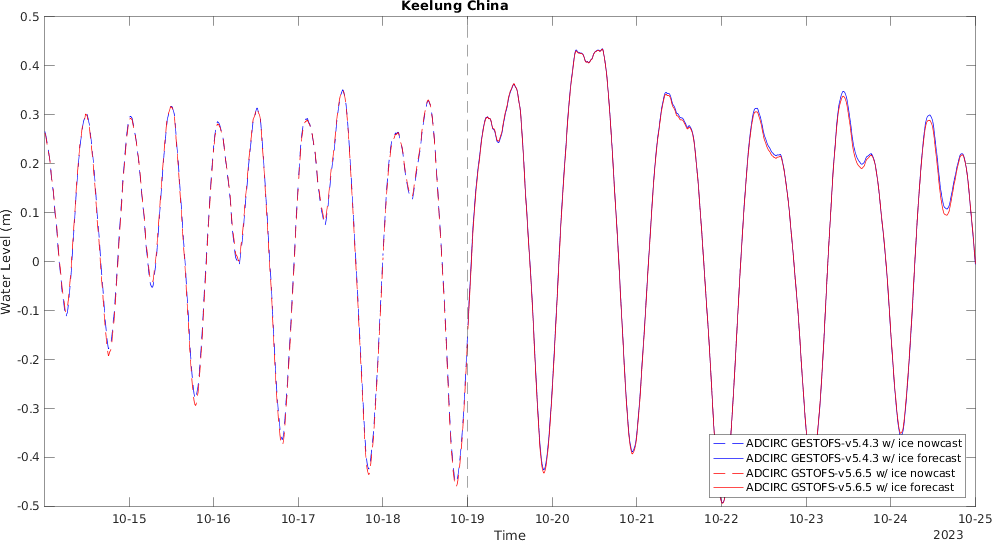 Keelung China
0.5
0.4
0.3
0.2
0.1
0
-0.1
-0.2
-0.3
-0.4
-0.5
Water Level (m)
ADCIRC GESTOFS-v5.4.3 w/ ice nowcast
ADCIRC GESTOFS-v5.4.3 w/ ice forecast
ADCIRC GSTOFS-v5.6.5 w/ ice nowcast
ADCIRC GSTOFS-v5.6.5 w/ ice forecast
10-15 10-16 10-17 10-18 10-19 10-20 10-21 10-22 10-23 10-24 10-25
Time
2023